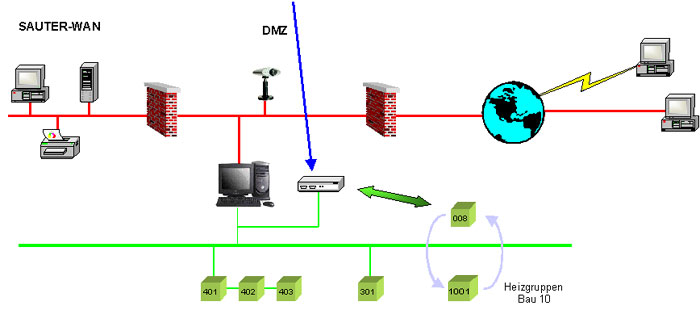 SAUTER-WAN
DMZ
008
401
402
403
301
1001
Heizgruppen
Bau 10